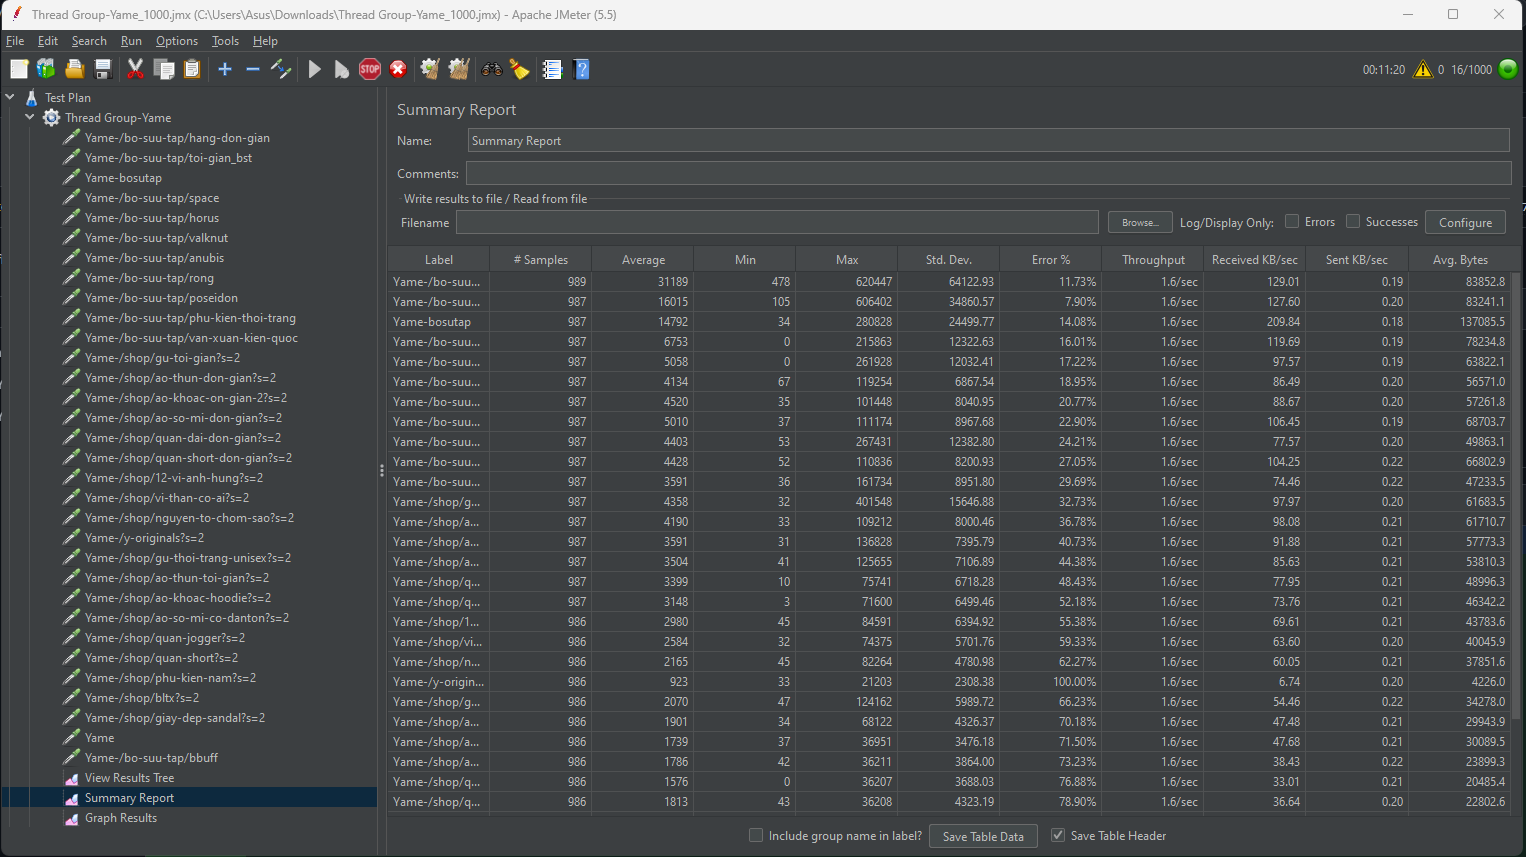 Thread Group-Yame_1000.jmx (C:\Users\Asus\Downloads\Thread Group-Yame_1000.jmx) - Apache JMeter (5.5)
File Edit Search Run Options Tools Help
STOP
00:11:20 0 16/1000
Test Plan
Thread Group-Yame
Yame-/bo-suu-tap/hang-don-gian
Yame-/bo-suu-tap/toi-gian_bst
Yame-bosutap
Yame-/bo-suu-tap/space
Yame-/bo-suu-tap/horus
Yame-/bo-suu-tap/valknut
Yame-/bo-suu-tap/anubis
Yame-/bo-suu-tap/rong
Yame-/bo-suu-tap/poseidon
Yame-/bo-suu-tap/phu-kien-thoi-trang
Yame-/bo-suu-tap/van-xuan-kien-quoc
Yame-/shop/gu-toi-gian?s=2
Yame-/shop/ao-thun-don-gian?s=2
Yame-/shop/ao-khoac-on-gian-2?s=2
Yame-/shop/ao-so-mi-don-gian?s=2
Yame-/shop/quan-dai-don-gian?s=2
Yame-/shop/quan-short-don-gian?s=2
Yame-/shop/12-vi-anh-hung?s=2
Yame-/shop/vi-than-co-ai?s=2
Yame-/shop/nguyen-to-chom-sao?s=2
Yame-/y-originals?s=2
Yame-/shop/gu-thoi-trang-unisex?s=2
Yame-/shop/ao-thun-toi-gian?s=2
Yame-/shop/ao-khoac-hoodie?s=2
Yame-/shop/ao-so-mi-co-danton?s=2
Yame-/shop/quan-jogger?s=2
Yame-/shop/quan-short?s=2
Yame-/shop/phu-kien-nam?s=2
Yame-/shop/bltx?s=2
Yame-/shop/giay-dep-sandal?s=2
Yame
Yame-/bo-suu-tap/bbuff
View Results Tree
Summary Report
Graph Results
Summary Report
Name: Summary Report
Comments:
Write results to file / Read from file
Filename Browse... Log/Display Only: Errors Successes Configure
Label # Samples Average Min Max Std. Dev. Error % Throughput Received KB/sec Sent KB/sec Avg. Bytes
Yame-/bo-suu... 989 31189 478 620447 64122.93 11.73% 1.6/sec 129.01 0.19 83852.8
Yame-/bo-suu... 987 16015 105 606402 34860.57 7.90% 1.6/sec 127.60 0.20 83241.1
Yame-bosutap 987 14792 34 280828 24499.77 14.08% 1.6/sec 209.84 0.18 137085.5
Yame-/bo-suu... 987 6753 0 215863 12322.63 16.01% 1.6/sec 119.69 0.19 78234.8
Yame-/bo-suu... 987 5058 0 261928 12032.41 17.22% 1.6/sec 97.57 0.19 63822.1
Yame-/bo-suu... 987 4134 67 119254 6867.54 18.95% 1.6/sec 86.49 0.20 56571.0
Yame-/bo-suu... 987 4520 35 101448 8040.95 20.77% 1.6/sec 88.67 0.20 57261.8
Yame-/bo-suu... 987 5010 37 111174 8967.68 22.90% 1.6/sec 106.45 0.19 68703.7
Yame-/bo-suu... 987 4403 53 267431 12382.80 24.21% 1.6/sec 77.57 0.20 49863.1
Yame-/bo-suu... 987 4428 52 110836 8200.93 27.05% 1.6/sec 104.25 0.22 66802.9
Yame-/bo-suu... 987 3591 36 161734 8951.80 29.69% 1.6/sec 74.46 0.22 47233.5
Yame-/shop/g... 987 4358 32 401548 15646.88 32.73% 1.6/sec 97.97 0.20 61683.5
Yame-/shop/a... 987 4190 33 109212 8000.46 36.78% 1.6/sec 98.08 0.21 61710.7
Yame-/shop/a... 987 3591 31 136828 7395.79 40.73% 1.6/sec 91.88 0.21 57773.3
Yame-/shop/a... 987 3504 41 125655 7106.89 44.38% 1.6/sec 85.63 0.21 53810.3
Yame-/shop/q... 987 3399 10 75741 6718.28 48.43% 1.6/sec 77.95 0.21 48996.3
Yame-/shop/q... 987 3148 3 71600 6499.46 52.18% 1.6/sec 73.76 0.21 46342.2
Yame-/shop/1... 986 2980 45 84591 6394.92 55.38% 1.6/sec 69.61 0.21 43783.6
Yame-/shop/vi... 986 2584 32 74375 5701.76 59.33% 1.6/sec 63.60 0.20 40045.9
Yame-/shop/n... 986 2165 45 82264 4780.98 62.27% 1.6/sec 60.05 0.21 37851.6
Yame-/y-origin... 986 923 33 21203 2308.38 100.00% 1.6/sec 6.74 0.20 4226.0
Yame-/shop/g... 986 2070 47 124162 5989.72 66.23% 1.6/sec 54.46 0.22 34278.0
Yame-/shop/a... 986 1901 34 68122 4326.37 70.18% 1.6/sec 47.48 0.21 29943.9
Yame-/shop/a... 986 1739 37 36951 3476.18 71.50% 1.6/sec 47.68 0.21 30089.5
Yame-/shop/a... 986 1786 42 36211 3864.00 73.23% 1.6/sec 38.43 0.22 23899.3
Yame-/shop/q... 986 1576 0 36207 3688.03 76.88% 1.6/sec 33.01 0.21 20485.4
Yame-/shop/q... 986 1813 43 36208 4323.19 78.90% 1.6/sec 36.64 0.20 22802.6
Include group name in label? Save Table Data Save Table Header